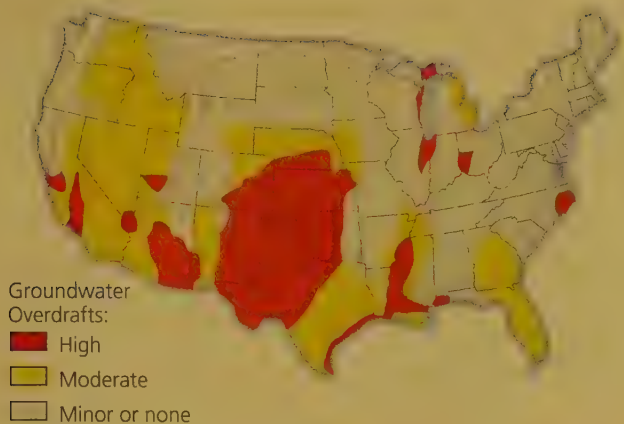 Groundwater
Overdrafts:
High
Moderate
Minor or none